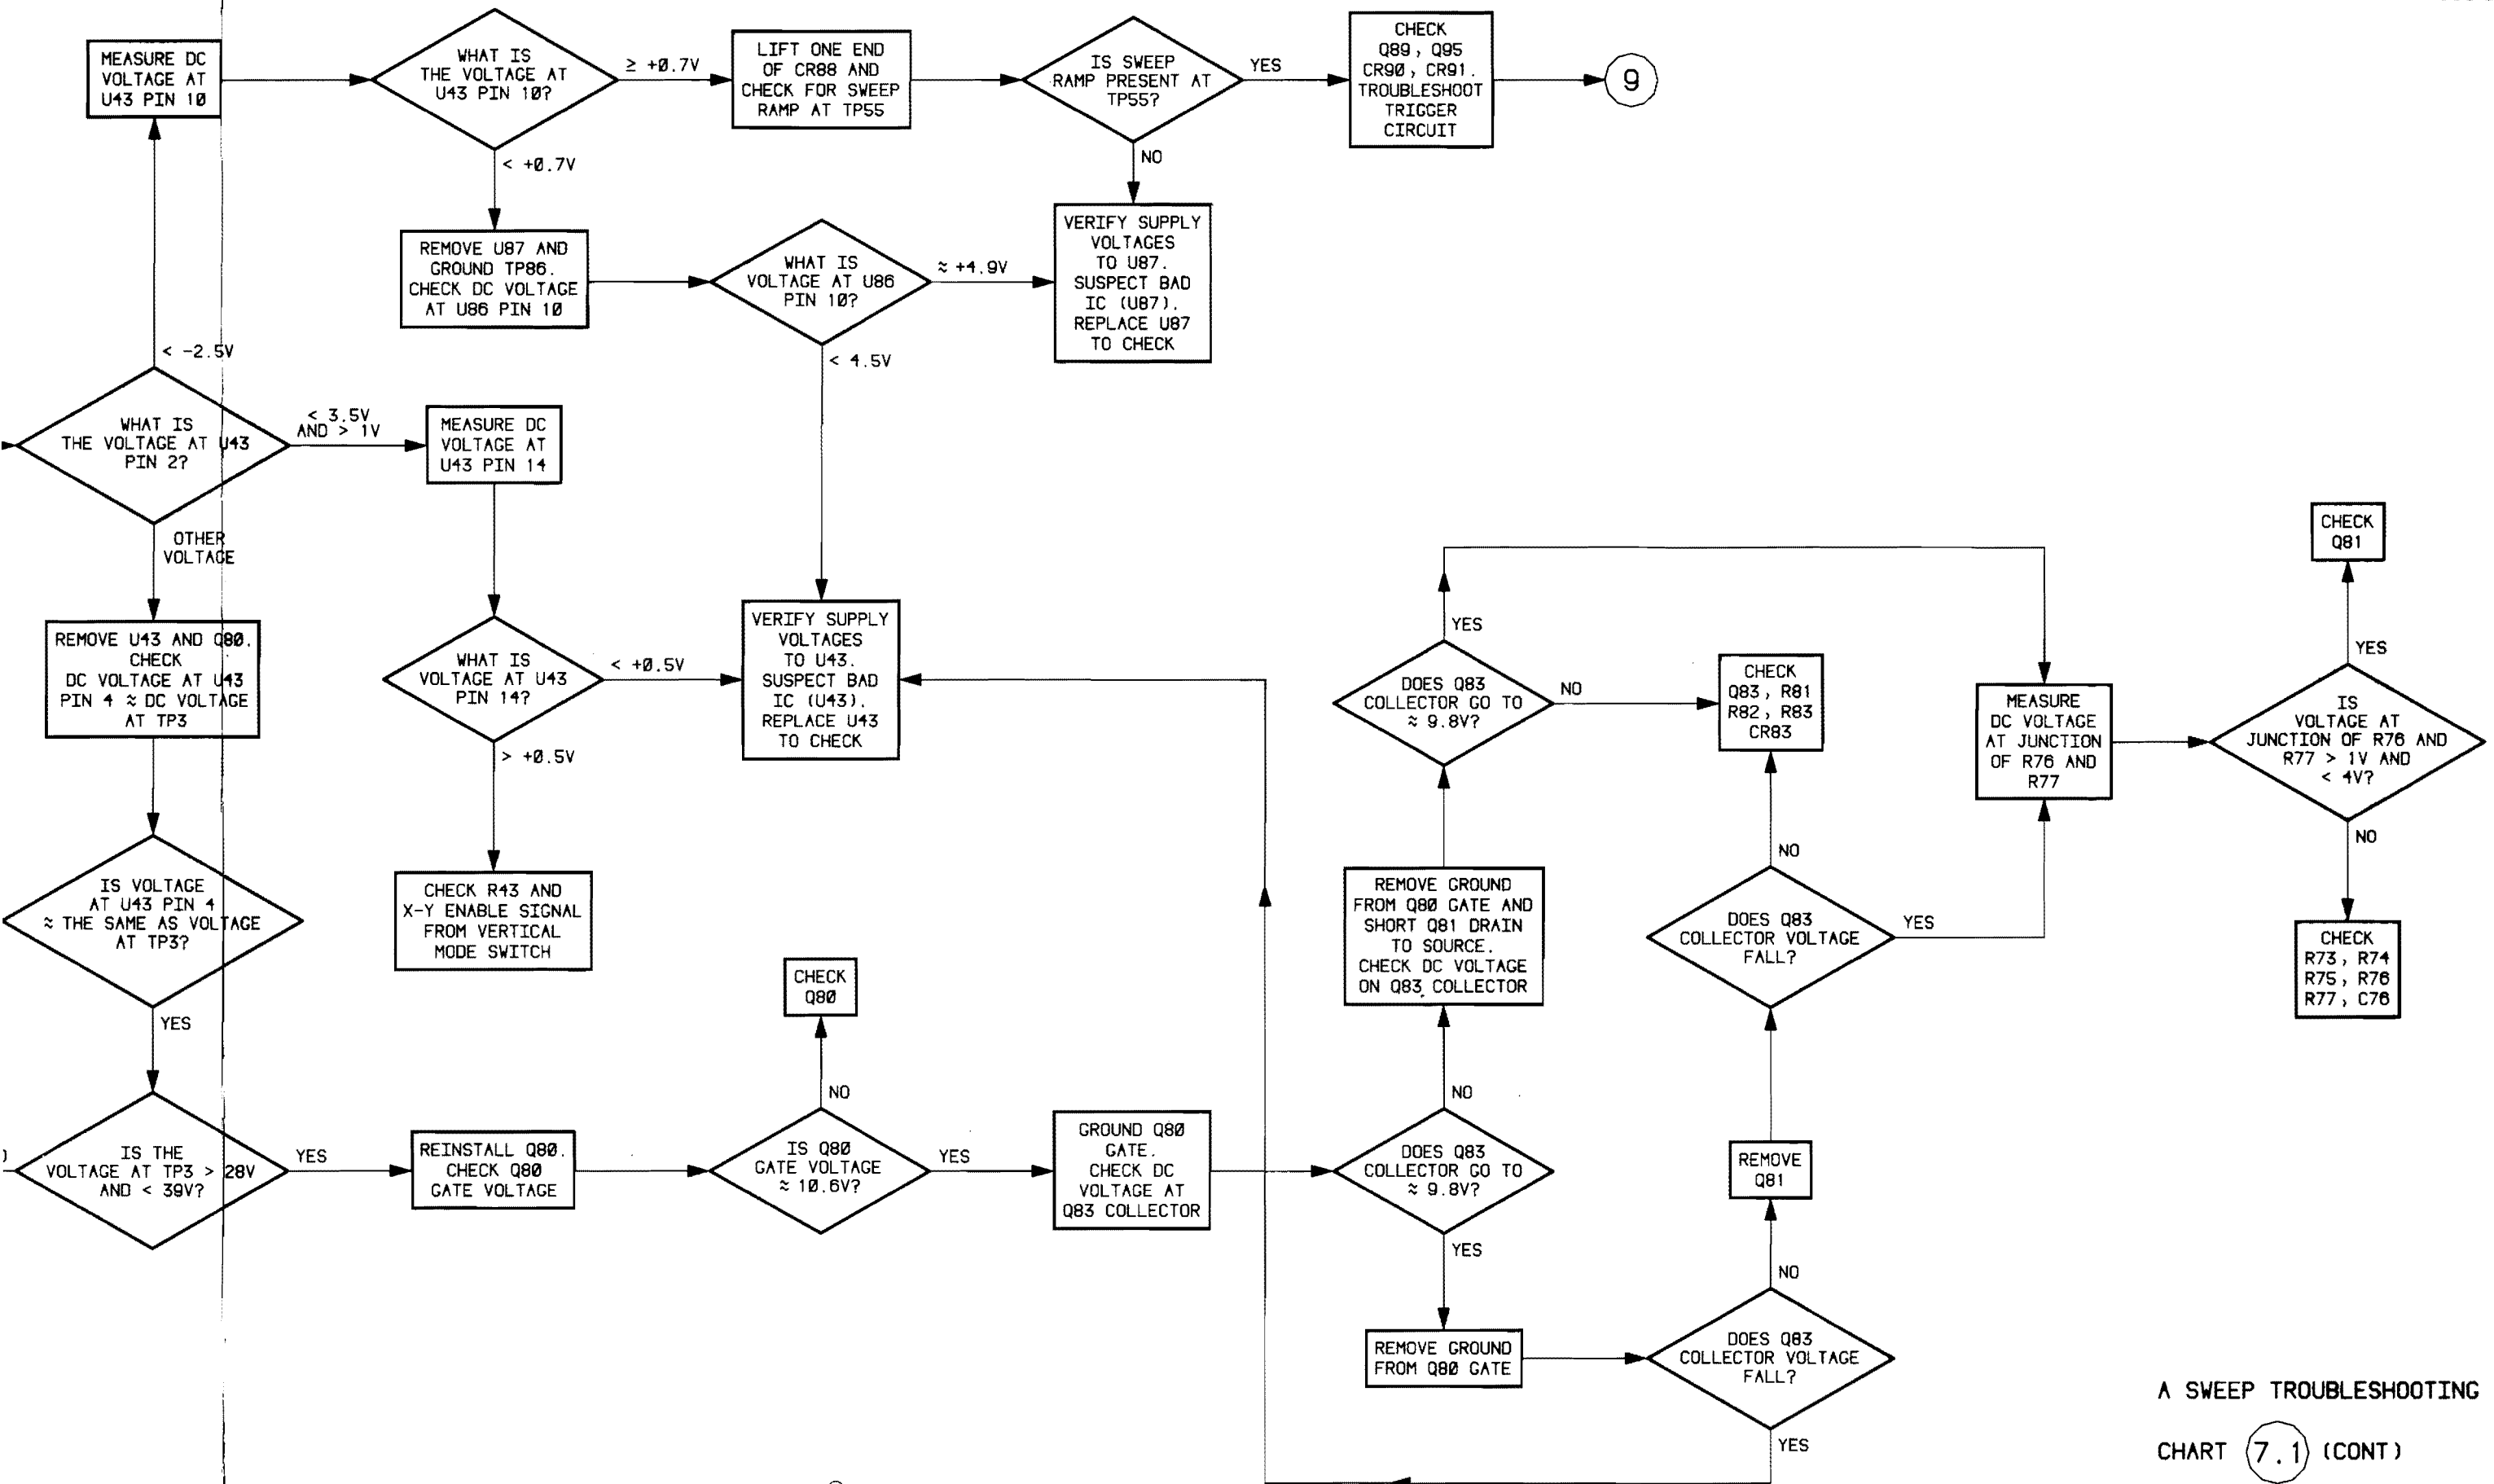 MEASURE DC
VOLTAGE AT
U43 PIN 10
WHAT IS
THE VOLTAGE AT
U43 PIN 10?
≥ +0.7V
< +0.7V
LIFT ONE END
OF CR88 AND
CHECK FOR SWEEP
RAMP AT TP55
IS SWEEP
RAMP PRESENT AT
TP55?
YES
NO
CHECK
Q89, Q95
CR90, CR91.
TROUBLESHOOT
TRIGGER
CIRCUIT
9
REMOVE U87 AND
GROUND TP86.
CHECK DC VOLTAGE
AT U86 PIN 10
WHAT IS
VOLTAGE AT U86
PIN 10?
≈ +4.9V
< 4.5V
VERIFY SUPPLY
VOLTAGES
TO U87.
SUSPECT BAD
IC (U87).
REPLACE U87
TO CHECK
< -2.5V
WHAT IS
THE VOLTAGE AT U43
PIN 2?
< 3.5V
AND > 1V
OTHER
VOLTAGE
MEASURE DC
VOLTAGE AT
U43 PIN 14
REMOVE U43 AND Q80.
CHECK
DC VOLTAGE AT U43
PIN 4 ≈ DC VOLTAGE
AT TP3
WHAT IS
VOLTAGE AT U43
PIN 14?
< +0.5V
> +0.5V
VERIFY SUPPLY
VOLTAGES
TO U43.
SUSPECT BAD
IC (U43).
REPLACE U43
TO CHECK
YES
DOES Q83
COLLECTOR GO TO
≈ 9.8V?
NO
CHECK
Q83, R81
R82, R83
CR83
MEASURE
DC VOLTAGE
AT JUNCTION
OF R76 AND
R77
CHECK
Q81
YES
IS
VOLTAGE AT
JUNCTION OF R76 AND
R77 > 1V AND
< 4V?
NO
CHECK
R73, R74
R75, R76
R77, C76
IS VOLTAGE
AT U43 PIN 4
≈ THE SAME AS VOLTAGE
AT TP3?
YES
CHECK R43 AND
X-Y ENABLE SIGNAL
FROM VERTICAL
MODE SWITCH
CHECK
Q80
NO
REMOVE GROUND
FROM Q80 GATE AND
SHORT Q81 DRAIN
TO SOURCE.
CHECK DC VOLTAGE
ON Q83 COLLECTOR
NO
NO
DOES Q83
COLLECTOR VOLTAGE
FALL?
YES
IS THE
VOLTAGE AT TP3 > 28V
AND < 39V?
YES
REINSTALL Q80.
CHECK Q80
GATE VOLTAGE
IS Q80
GATE VOLTAGE
≈ 10.6V?
YES
GROUND Q80
GATE.
CHECK DC
VOLTAGE AT
Q83 COLLECTOR
DOES Q83
COLLECTOR GO TO
≈ 9.8V?
YES
REMOVE
Q81
NO
REMOVE GROUND
FROM Q80 GATE
DOES Q83
COLLECTOR VOLTAGE
FALL?
YES
A SWEEP TROUBLESHOOTING
CHART 7.1 (CONT)